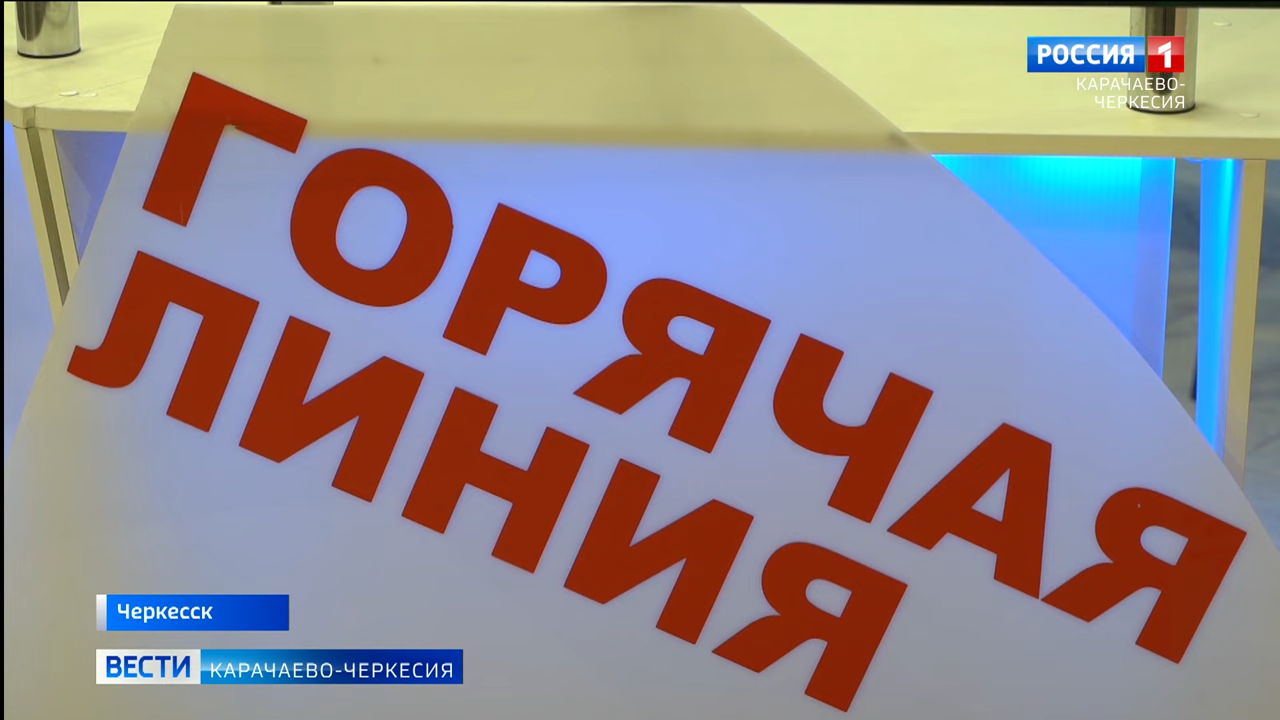 РОССИЯ 1
КАРАЧАЕВО-
ЧЕРКЕСИЯ
ГОРЯЧАЯ
ЛИНИЯ
Черкесск
ВЕСТИ КАРАЧАЕВО-ЧЕРКЕСИЯ